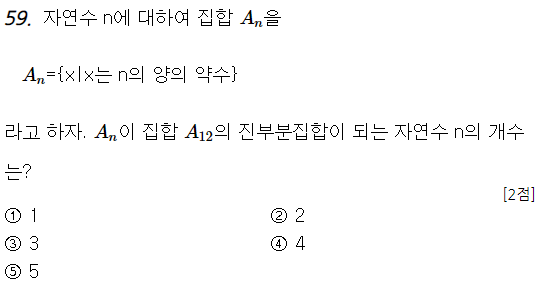 59. 자연수 n에 대하여 집합 Aₙ을
Aₙ={x|x는 n의 양의 약수}
라고 하자. Aₙ이 집합 A₁₂의 진부분집합이 되는 자연수 n의 개수
는?
[2점]
① 1 ② 2
③ 3 ④ 4
⑤ 5